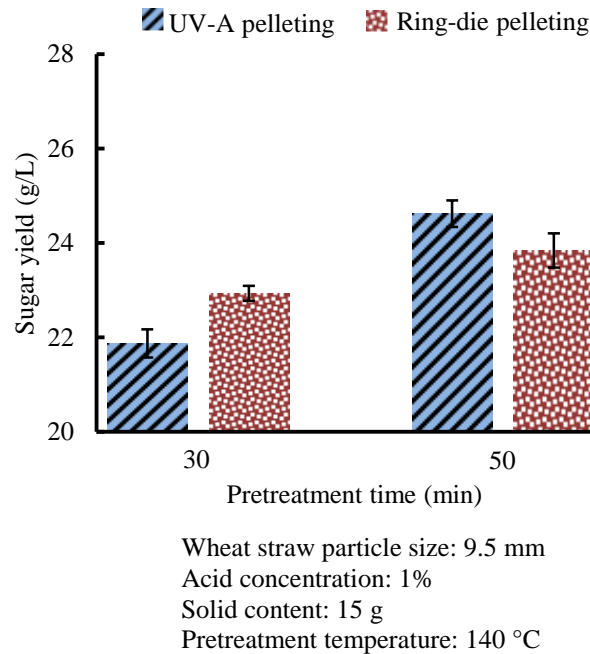 UV-A pelleting Ring-die pelleting
28
26
24
22
20
Sugar yield (g/L)
30 50
Pretreatment time (min)
Wheat straw particle size: 9.5 mm
Acid concentration: 1%
Solid content: 15 g
Pretreatment temperature: 140 °C